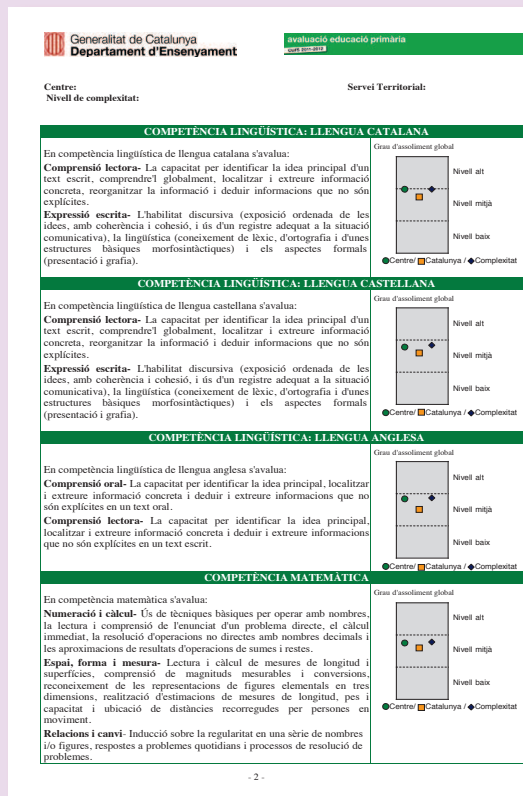 Generalitat de Catalunya
Departament d'Ensenyament
avaluació educació primària
curs 2011-2012
Centre:
Servei Territorial:
Nivell de complexitat:
COMPETÈNCIA LINGÜÍSTICA: LLENGUA CATALANA
En competència lingüística de llengua catalana s'avalua:
Comprensió lectora- La capacitat per identificar la idea principal d'un
text escrit, comprendre'l globalment, localitzar i extreure informació
concreta, reorganitzar la informació i deduir informacions que no són
explícites.
Expressió escrita- L'habilitat discursiva (exposició ordenada de les
idees, amb coherència i cohesió, i ús d'un registre adequat a la situació
comunicativa), la lingüística (coneixement de lèxic, d'ortografia i d'unes
estructures bàsiques morfosintàctiques) i els aspectes formals
(presentació i grafia).
Grau d'assoliment global
Nivell alt
Nivell mitjà
Nivell baix
Centre/ Catalunya / Complexitat
COMPETÈNCIA LINGÜÍSTICA: LLENGUA CASTELLANA
En competència lingüística de llengua castellana s'avalua:
Comprensió lectora- La capacitat per identificar la idea principal d'un
text escrit, comprendre'l globalment, localitzar i extreure informació
concreta, reorganitzar la informació i deduir informacions que no són
explícites.
Expressió escrita- L'habilitat discursiva (exposició ordenada de les
idees, amb coherència i cohesió, i ús d'un registre adequat a la situació
comunicativa), la lingüística (coneixement de lèxic, d'ortografia i d'unes
estructures bàsiques morfosintàctiques) i els aspectes formals
(presentació i grafia).
Grau d'assoliment global
Nivell alt
Nivell mitjà
Nivell baix
Centre/ Catalunya / Complexitat
COMPETÈNCIA LINGÜÍSTICA: LLENGUA ANGLESA
En competència lingüística de llengua anglesa s'avalua:
Comprensió oral- La capacitat per identificar la idea principal, localitzar
i extreure informació concreta i deduir i extreure informacions que no
són explícites en un text oral.
Comprensió lectora- La capacitat per identificar la idea principal,
localitzar i extreure informació concreta i deduir i extreure informacions
que no són explícites en un text escrit.
Grau d'assoliment global
Nivell alt
Nivell mitjà
Nivell baix
Centre/ Catalunya / Complexitat
COMPETÈNCIA MATEMÀTICA
En competència matemàtica s'avalua:
Numeració i càlcul- Ús de tècniques bàsiques per operar amb nombres,
la lectura i comprensió de l'enunciat d'un problema directe, el càlcul
immediat, la resolució d'operacions no directes amb nombres decimals i
les aproximacions de resultats d'operacions de sumes i restes.
Espai, forma i mesura- Lectura i càlcul de mesures de longitud i
superfícies, comprensió de magnituds mesurables i conversions,
reconeixement de les representacions de figures elementals en tres
dimensions, realització d'estimacions de mesures de longitud, pes i
capacitat i ubicació de distàncies recorregudes per persones en
moviment.
Relacions i canvi- Inducció sobre la regularitat en una sèrie de nombres
i/o figures, respostes a problemes quotidians i processos de resolució de
problemes.
Grau d'assoliment global
Nivell alt
Nivell mitjà
Nivell baix
Centre/ Catalunya / Complexitat
- 2 -